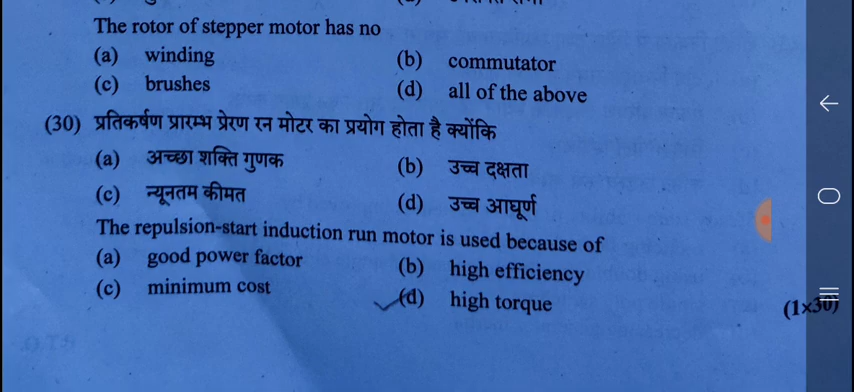 The rotor of stepper motor has no
(a) winding (b) commutator
(c) brushes (d) all of the above
(30) प्रतिकर्षण प्रारम्भ प्रेरण रन मोटर का प्रयोग होता है क्योंकि
(a) अच्छा शक्ति गुणक (b) उच्च दक्षता
(c) न्यूनतम कीमत (d) उच्च आघूर्ण
The repulsion-start induction run motor is used because of
(a) good power factor (b) high efficiency
(c) minimum cost (d) high torque
(1×30)